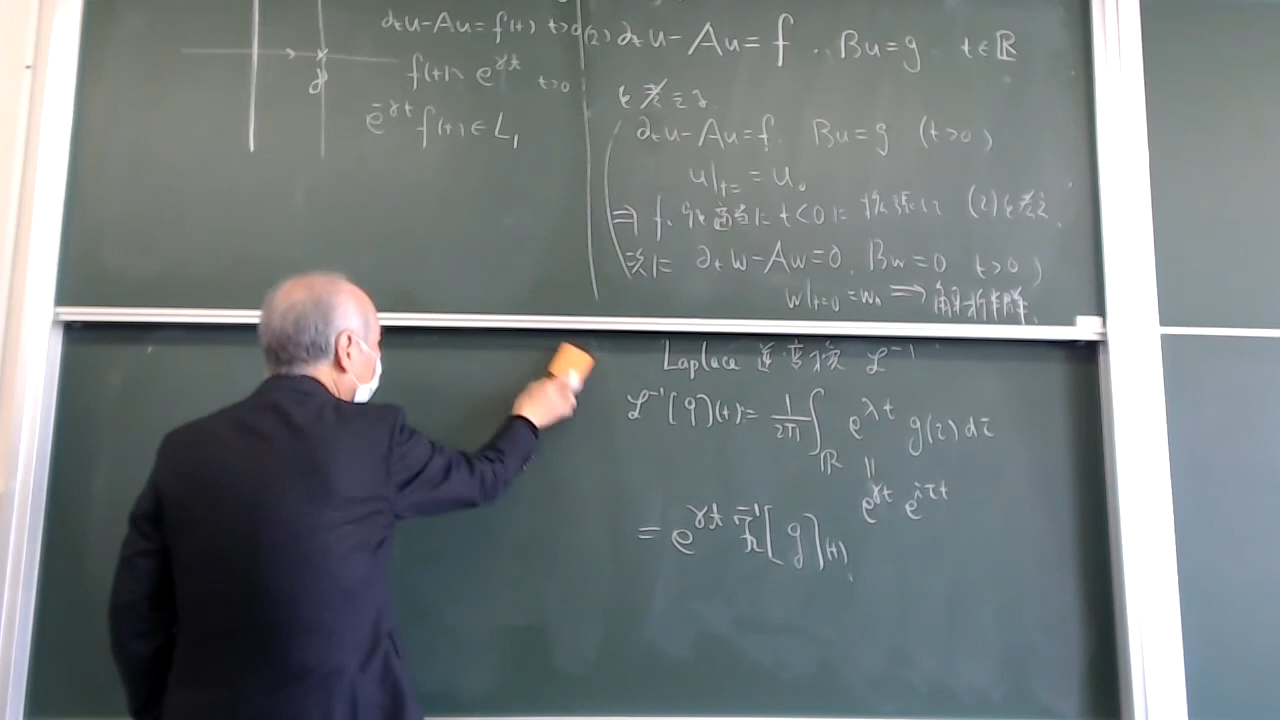 ∂ₜu-Au=f(t) t>0
f(t)~e^{γt} t>0
e^{-γt}f(t)∈L₁
γ
(2) ∂ₜu-Au=f, Bu=g t∈ℝ
を考える
∂ₜu-Au=f, Bu=g (t>0)
u|ₜ₌ =u₀
⇒ f, gを適当に t<0に拡張して (2)を考え
次に ∂ₜw-Aw=0, Bw=0 t>0)
w|ₜ₌₀=w₀ ⇒ 解析半群,
Laplace 逆変換 ℒ⁻¹
ℒ⁻¹[g](t)=1/2π ∫_ℝ e^{λt} g(τ)dτ
॥
e^{γt} e^{iτt}
=e^{γt} ℱ⁻¹[g](t),